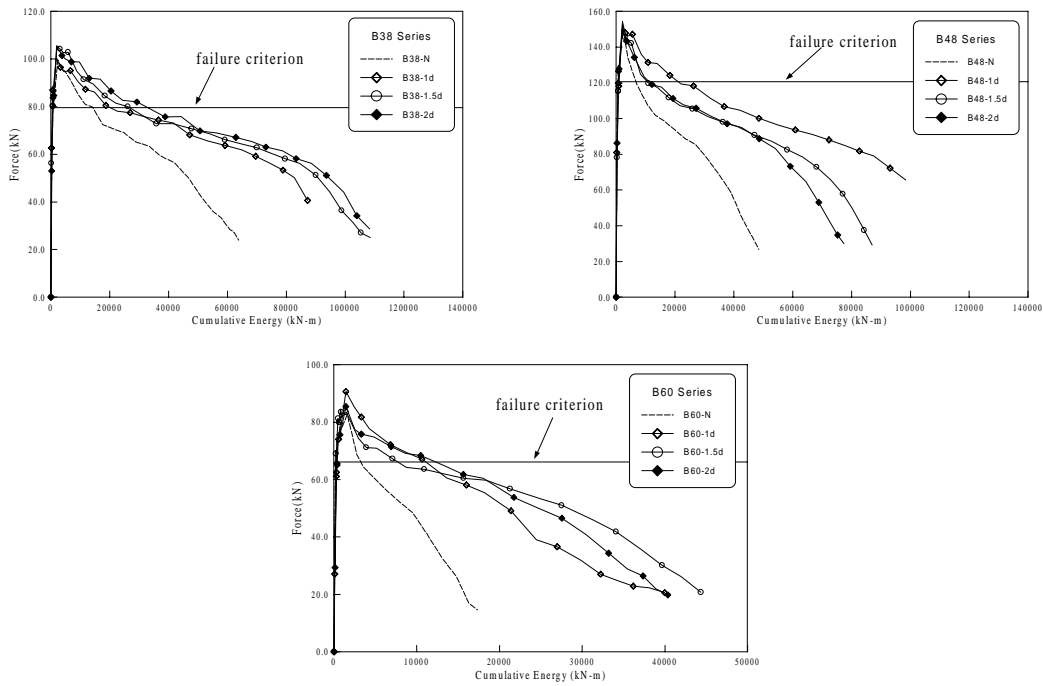 120.0
100.0
80.0
60.0
40.0
20.0
0.0
Force(kN)
0
20000
40000
60000
80000
100000
120000
140000
Cumulative Energy (kN-m)
failure criterion
B38 Series
B38-N
B38-1d
B38-1.5d
B38-2d
160.0
140.0
120.0
100.0
80.0
60.0
40.0
20.0
0.0
Force(kN)
0
20000
40000
60000
80000
100000
120000
140000
Cumulative Energy (kN-m)
failure criterion
B48 Series
B48-N
B48-1d
B48-1.5d
B48-2d
100.0
80.0
60.0
40.0
20.0
0.0
Force(kN)
0
10000
20000
30000
40000
50000
Cumulative Energy (kN-m)
failure criterion
B60 Series
B60-N
B60-1d
B60-1.5d
B60-2d